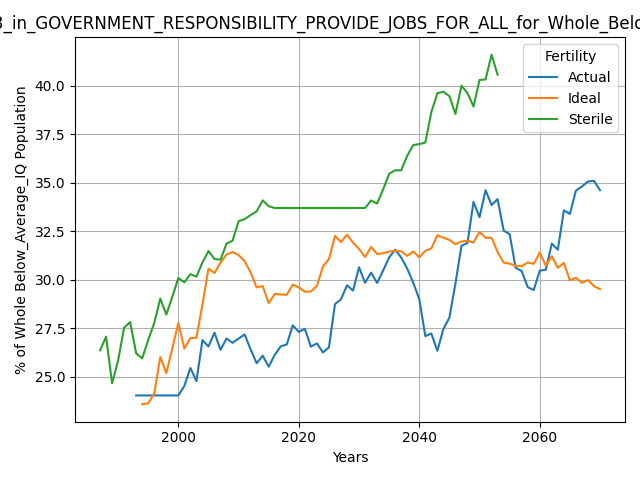 3_in_GOVERNMENT_RESPONSIBILITY_PROVIDE_JOBS_FOR_ALL_for_Whole_Belo
Fertility
Actual
Ideal
Sterile
% of Whole Below_Average_IQ Population
40.0
37.5
35.0
32.5
30.0
27.5
25.0
2000
2020
2040
2060
Years